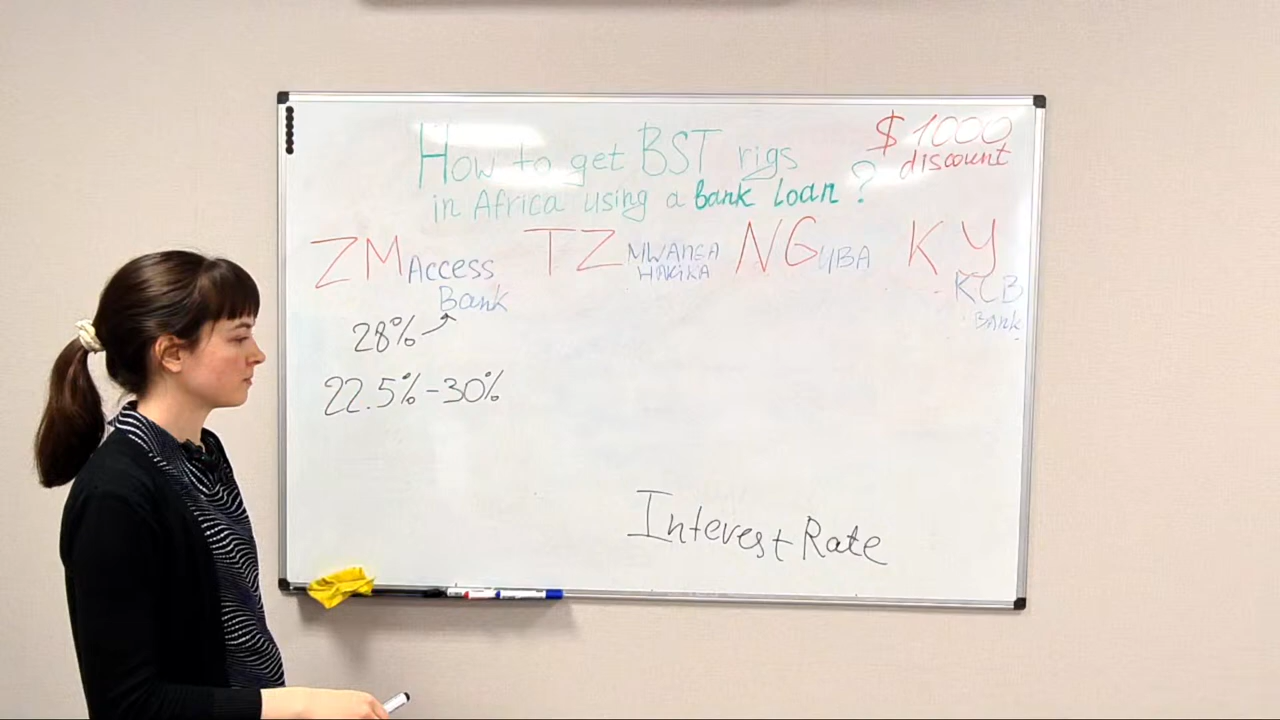 How to get BST rigs
in Africa using a bank loan?
$1000
discount
ZM Access
Bank
TZ MWANGA
HAKIKA
NG UBA
KY
KCB
BANK
28%
22.5%-30%
Interest Rate